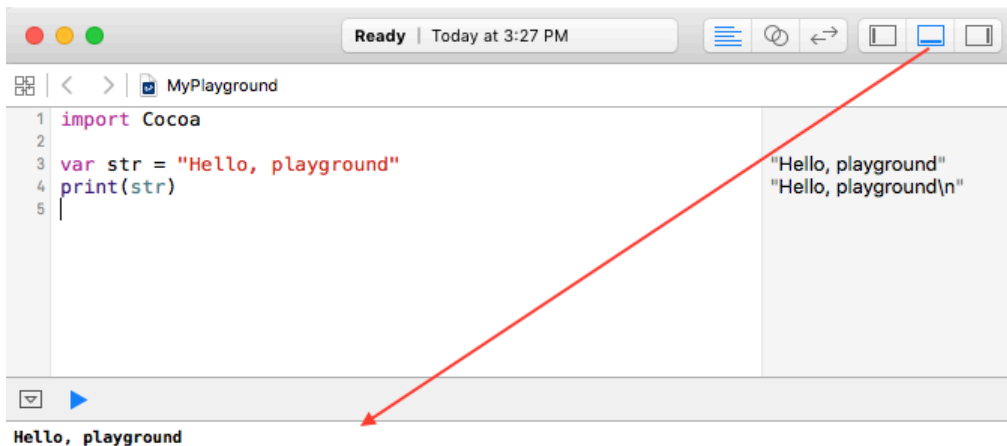 Ready | Today at 3:27 PM
MyPlayground
1 import Cocoa
2
3 var str = "Hello, playground"
"Hello, playground"
4 print(str)
"Hello, playground\n"
5
Hello, playground